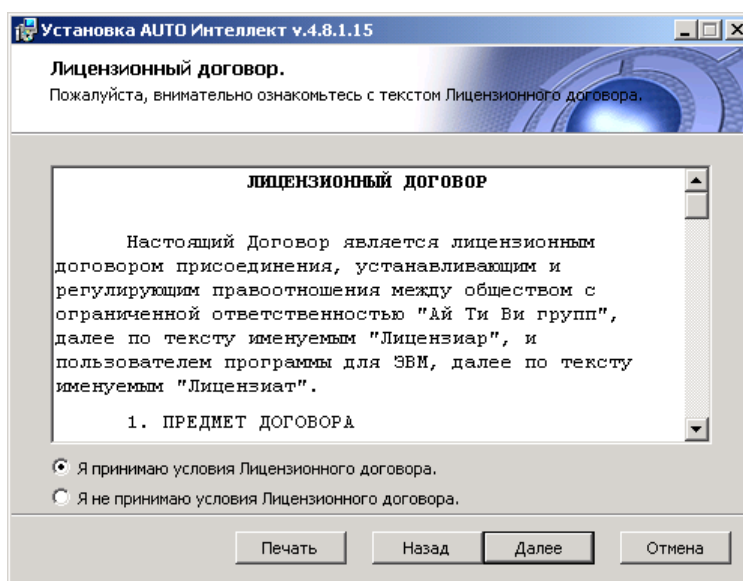 Установка AUTO Интеллект v.4.8.1.15
Лицензионный договор.
Пожалуйста, внимательно ознакомьтесь с текстом Лицензионного договора.
ЛИЦЕНЗИОННЫЙ ДОГОВОР
Настоящий Договор является лицензионным
договором присоединения, устанавливающим и
регулирующим правоотношения между обществом с
ограниченной ответственностью "Ай Ти Ви групп",
далее по тексту именуемым "Лицензиар", и
пользователем программы для ЭВМ, далее по тексту
именуемым "Лицензиат".
1. ПРЕДМЕТ ДОГОВОРА
Я принимаю условия Лицензионного договора.
Я не принимаю условия Лицензионного договора.
Печать Назад Далее Отмена